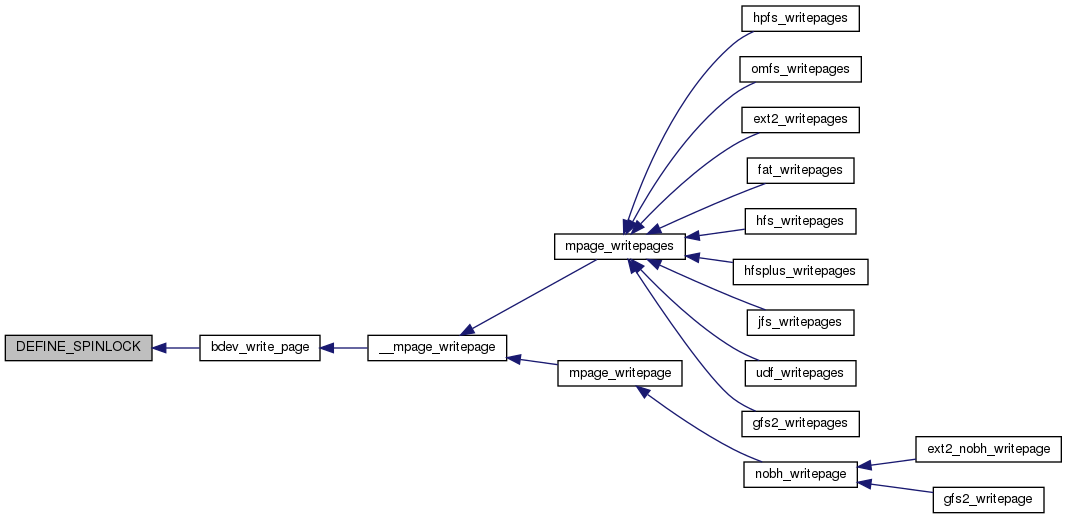 hpfs_writepages
omfs_writepages
ext2_writepages
fat_writepages
hfs_writepages
mpage_writepages
hfsplus_writepages
jfs_writepages
DEFINE_SPINLOCK
bdev_write_page
__mpage_writepage
mpage_writepage
udf_writepages
gfs2_writepages
ext2_nobh_writepage
nobh_writepage
gfs2_writepage